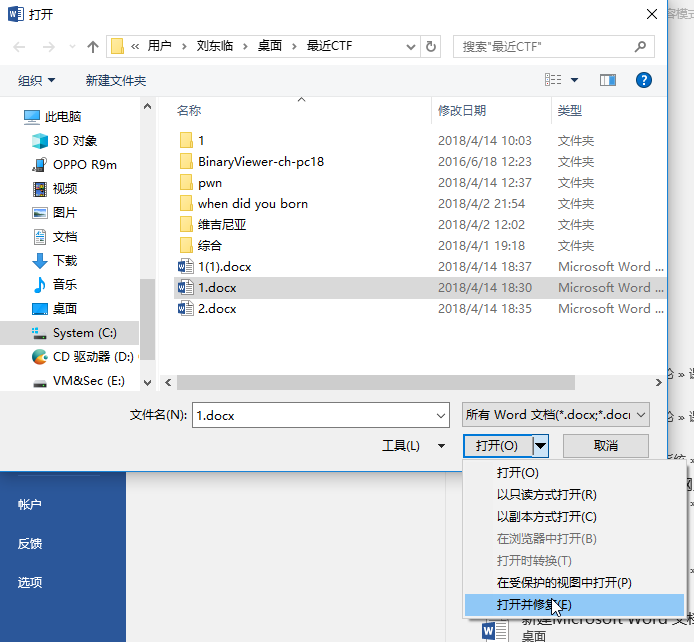 打开
容模式
« 用户 › 刘东临 › 桌面 › 最近CTF
搜索"最近CTF"
组织 新建文件夹
名称 修改日期 类型
此电脑
3D 对象
OPPO R9m
视频
图片
文档
下载
音乐
桌面
System (C:)
CD 驱动器 (D:)
VM&Sec (E:)
1 2018/4/14 10:03 文件夹
BinaryViewer-ch-pc18 2016/6/18 12:23 文件夹
pwn 2018/4/14 12:37 文件夹
when did you born 2018/4/2 21:54 文件夹
维吉尼亚 2018/4/2 12:02 文件夹
综合 2018/4/1 19:18 文件夹
1(1).docx 2018/4/14 18:37 Microsoft Word ...
1.docx 2018/4/14 18:30 Microsoft Word ...
2.docx 2018/4/14 18:35 Microsoft Word ...
文件名(N): 1.docx 所有 Word 文档(*.docx;*.docr
工具(L) 打开(O) 取消
打开(O)
以只读方式打开(R)
以副本方式打开(C)
在浏览器中打开(B)
打开时转换(T)
在受保护的视图中打开(P)
打开并修复(E)
帐户
反馈
选项
新建Microsoft Word 文档
桌面